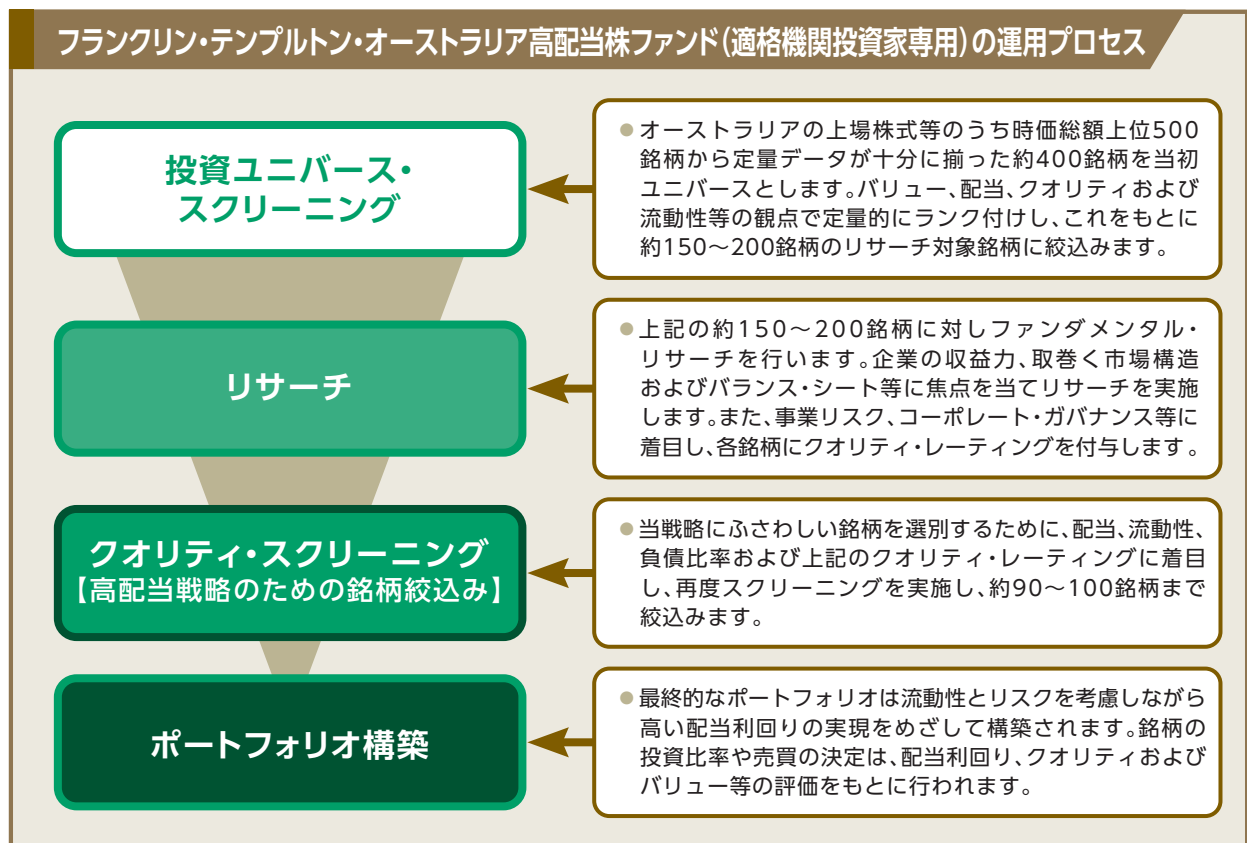 フランクリン・テンプルトン・オーストラリア高配当株ファンド(適格機関投資家専用)の運用プロセス
投資ユニバース・
スクリーニング
●オーストラリアの上場株式等のうち時価総額上位500
銘柄から定量データが十分に揃った約400銘柄を当初
ユニバースとします。バリュー、配当、クオリティおよび
流動性等の観点で定量的にランク付けし、これをもとに
約150～200銘柄のリサーチ対象銘柄に絞込みます。
リサーチ
●上記の約150～200銘柄に対しファンダメンタル・
リサーチを行います。企業の収益力、取巻く市場構造
およびバランス・シート等に焦点を当てリサーチを実施
します。また、事業リスク、コーポレート・ガバナンス等に
着目し、各銘柄にクオリティ・レーティングを付与します。
クオリティ・スクリーニング
【高配当戦略のための銘柄絞込み】
●当戦略にふさわしい銘柄を選別するために、配当、流動性、
負債比率および上記のクオリティ・レーティングに着目
し、再度スクリーニングを実施し、約90～100銘柄まで
絞込みます。
ポートフォリオ構築
●最終的なポートフォリオは流動性とリスクを考慮しながら
高い配当利回りの実現をめざして構築されます。銘柄の
投資比率や売買の決定は、配当利回り、クオリティおよび
バリュー等の評価をもとに行われます。